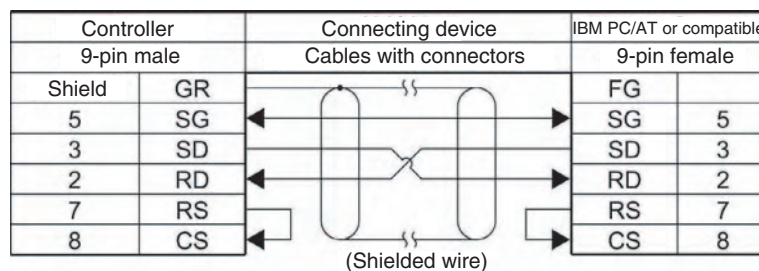 Controller Connecting device IBM PC/AT or compatible
9-pin male Cables with connectors 9-pin female
Shield GR FG
5 SG SG 5
3 SD SD 3
2 RD RD 2
7 RS RS 7
8 CS CS 8
(Shielded wire)